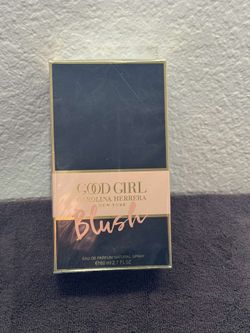 GOOD GIRL
CAROLINA HERRERA
NEW YORK
Blush
EAU DE PARFUM NATURAL SPRAY
e 80 ml 2.7 FL OZ